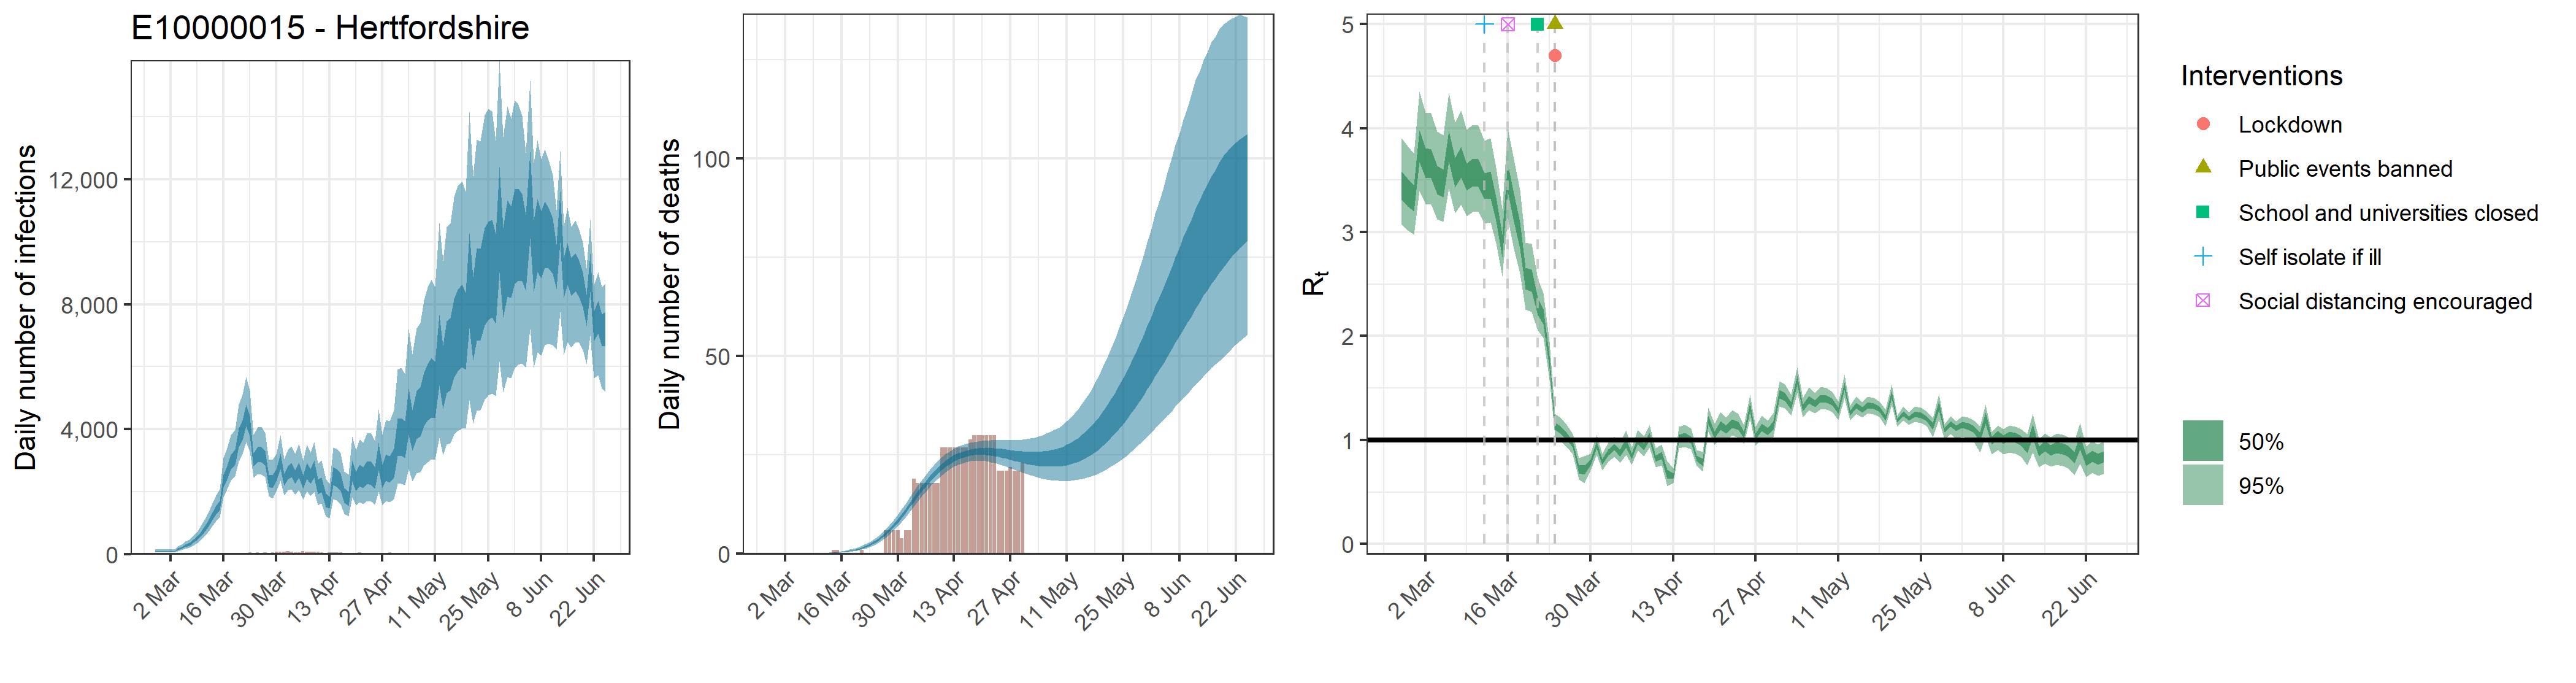 E10000015 - Hertfordshire
Daily number of infections
12,000
8,000
4,000
0
2 Mar
16 Mar
30 Mar
13 Apr
27 Apr
11 May
25 May
8 Jun
22 Jun
Daily number of deaths
100
50
0
2 Mar
16 Mar
30 Mar
13 Apr
27 Apr
11 May
25 May
8 Jun
22 Jun
Rt
5
4
3
2
1
0
2 Mar
16 Mar
30 Mar
13 Apr
27 Apr
11 May
25 May
8 Jun
22 Jun
Interventions
Lockdown
Public events banned
School and universities closed
Self isolate if ill
Social distancing encouraged
50%
95%